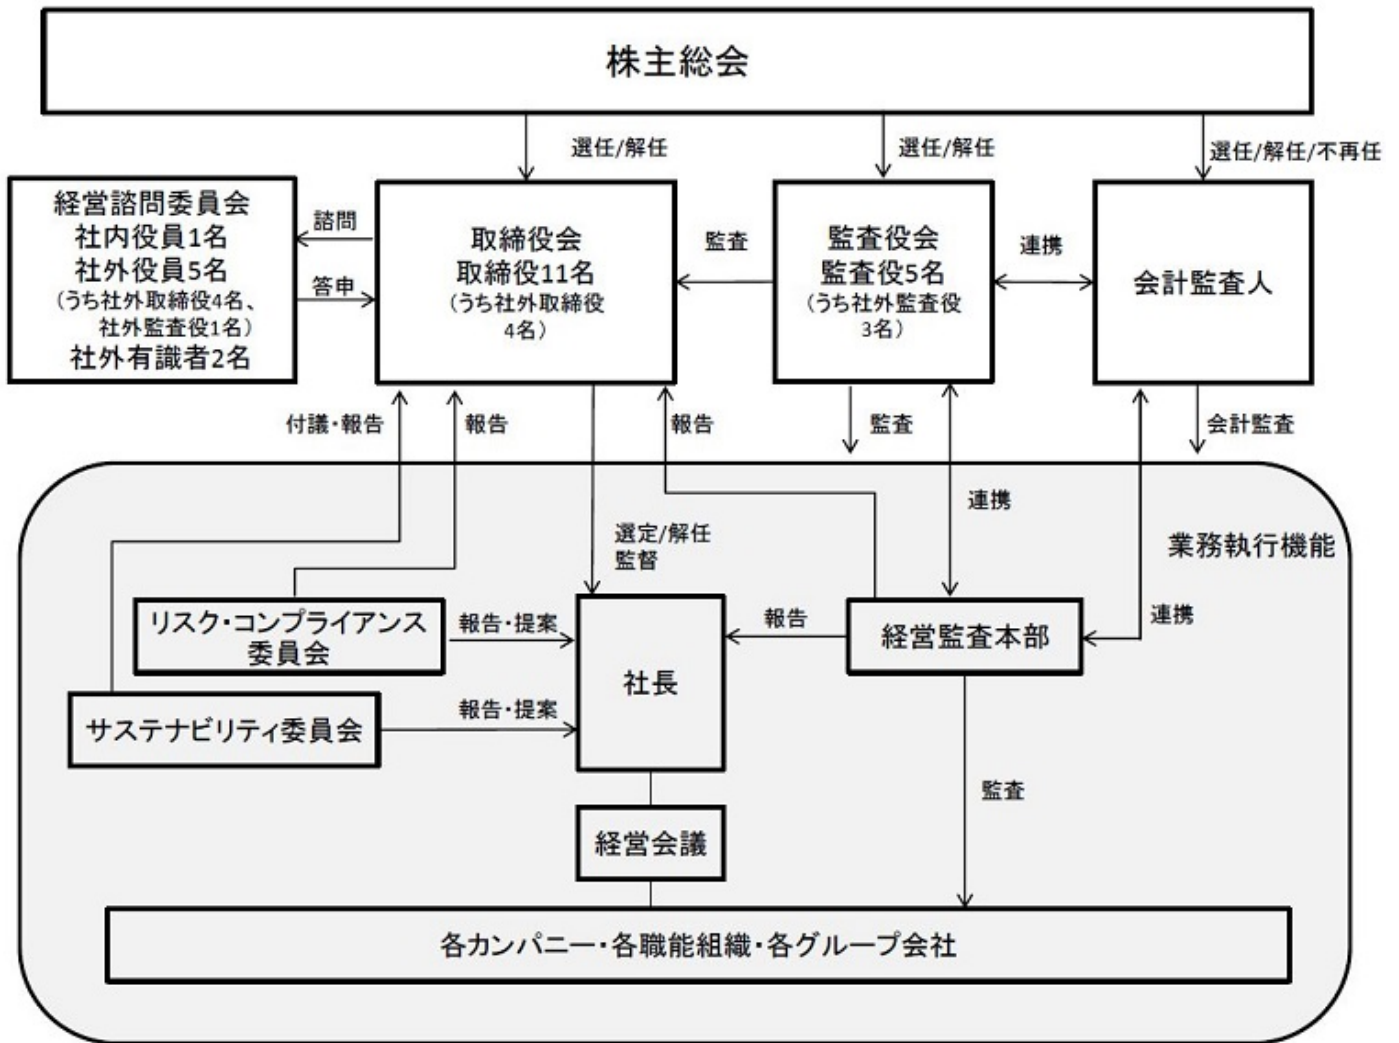 株主総会
選任/解任
選任/解任
選任/解任/不再任
経営諮問委員会
社内役員1名
社外役員5名
(うち社外取締役4名、
社外監査役1名)
社外有識者2名
諮問
答申
取締役会
取締役11名
(うち社外取締役
4名)
監査
監査役会
監査役5名
(うち社外監査役
3名)
連携
会計監査人
付議・報告
報告
報告
監査
会計監査
選定/解任
監督
連携
業務執行機能
リスク・コンプライアンス
委員会
報告・提案
社長
報告
経営監査本部
連携
サステナビリティ委員会
報告・提案
監査
経営会議
各カンパニー・各職能組織・各グループ会社